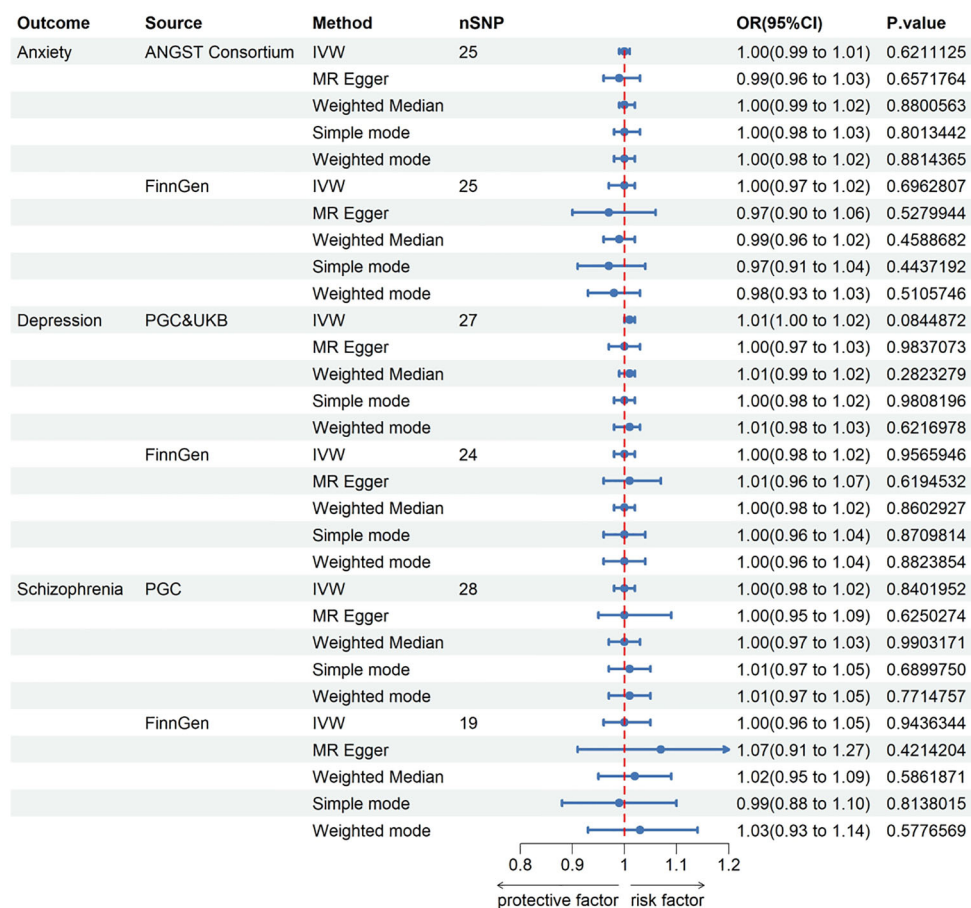 Outcome Source Method nSNP OR(95%CI) P.value
Anxiety ANGST Consortium IVW 25 1.00(0.99 to 1.01) 0.6211125
MR Egger 0.99(0.96 to 1.03) 0.6571764
Weighted Median 1.00(0.99 to 1.02) 0.8800563
Simple mode 1.00(0.98 to 1.03) 0.8013442
Weighted mode 1.00(0.98 to 1.02) 0.8814365
FinnGen IVW 25 1.00(0.97 to 1.02) 0.6962807
MR Egger 0.97(0.90 to 1.06) 0.5279944
Weighted Median 0.99(0.96 to 1.02) 0.4588682
Simple mode 0.97(0.91 to 1.04) 0.4437192
Weighted mode 0.98(0.93 to 1.03) 0.5105746
Depression PGC&UKB IVW 27 1.01(1.00 to 1.02) 0.0844872
MR Egger 1.00(0.97 to 1.03) 0.9837073
Weighted Median 1.01(0.99 to 1.02) 0.2823279
Simple mode 1.00(0.98 to 1.02) 0.9808196
Weighted mode 1.01(0.98 to 1.03) 0.6216978
FinnGen IVW 24 1.00(0.98 to 1.02) 0.9565946
MR Egger 1.01(0.96 to 1.07) 0.6194532
Weighted Median 1.00(0.98 to 1.02) 0.8602927
Simple mode 1.00(0.96 to 1.04) 0.8709814
Weighted mode 1.00(0.96 to 1.04) 0.8823854
Schizophrenia PGC IVW 28 1.00(0.98 to 1.02) 0.8401952
MR Egger 1.00(0.95 to 1.09) 0.6250274
Weighted Median 1.00(0.97 to 1.03) 0.9903171
Simple mode 1.01(0.97 to 1.05) 0.6899750
Weighted mode 1.01(0.97 to 1.05) 0.7714757
FinnGen IVW 19 1.00(0.96 to 1.05) 0.9436344
MR Egger 1.07(0.91 to 1.27) 0.4214204
Weighted Median 1.02(0.95 to 1.09) 0.5861871
Simple mode 0.99(0.88 to 1.10) 0.8138015
Weighted mode 1.03(0.93 to 1.14) 0.5776569
0.8 0.9 1 1.1 1.2
protective factor risk factor